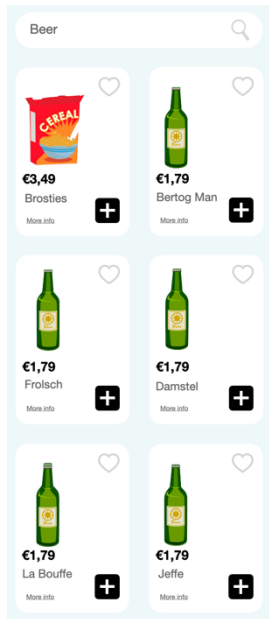 Beer
CEREAL
€3,49
Brosties
More info
€1,79
Bertog Man
More info
€1,79
Frolsch
More info
€1,79
Damstel
More info
€1,79
La Bouffe
More info
€1,79
Jeffe
More info